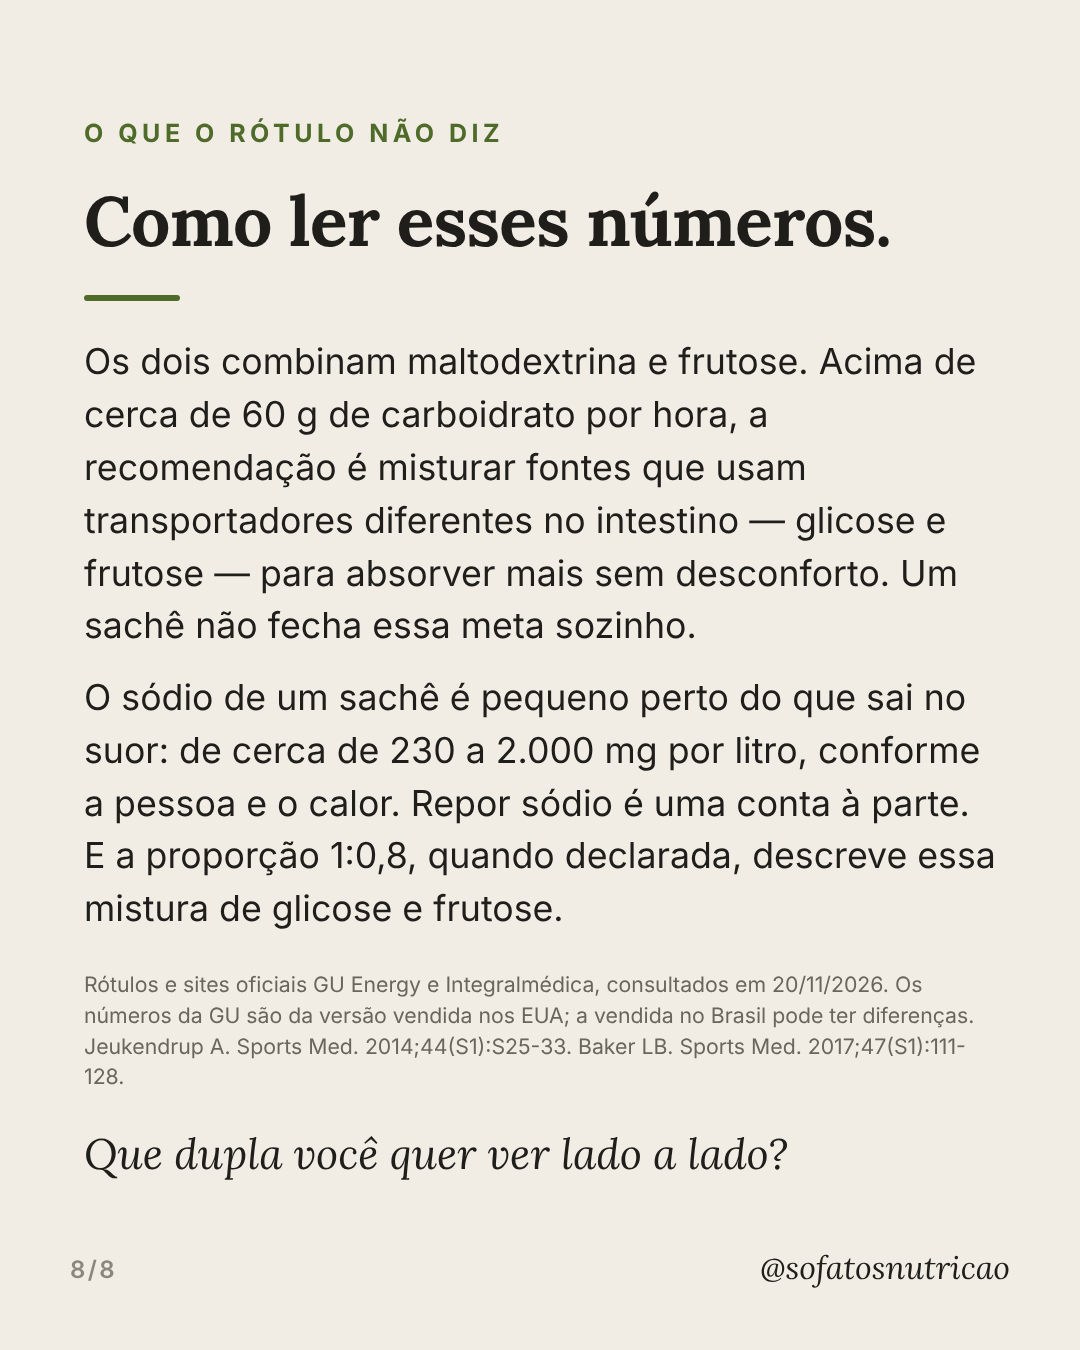 O QUE O RÓTULO NÃO DIZ
Como ler esses números.
Os dois combinam maltodextrina e frutose. Acima de
cerca de 60 g de carboidrato por hora, a
recomendação é misturar fontes que usam
transportadores diferentes no intestino — glicose e
frutose — para absorver mais sem desconforto. Um
sachê não fecha essa meta sozinho.
O sódio de um sachê é pequeno perto do que sai no
suor: de cerca de 230 a 2.000 mg por litro, conforme
a pessoa e o calor. Repor sódio é uma conta à parte.
E a proporção 1:0,8, quando declarada, descreve essa
mistura de glicose e frutose.
Rótulos e sites oficiais GU Energy e Integralmédica, consultados em 20/11/2026. Os
números da GU são da versão vendida nos EUA; a vendida no Brasil pode ter diferenças.
Jeukendrup A. Sports Med. 2014;44(S1):S25-33. Baker LB. Sports Med. 2017;47(S1):111-
128.
Que dupla você quer ver lado a lado?
8/8
@sofatosnutricao